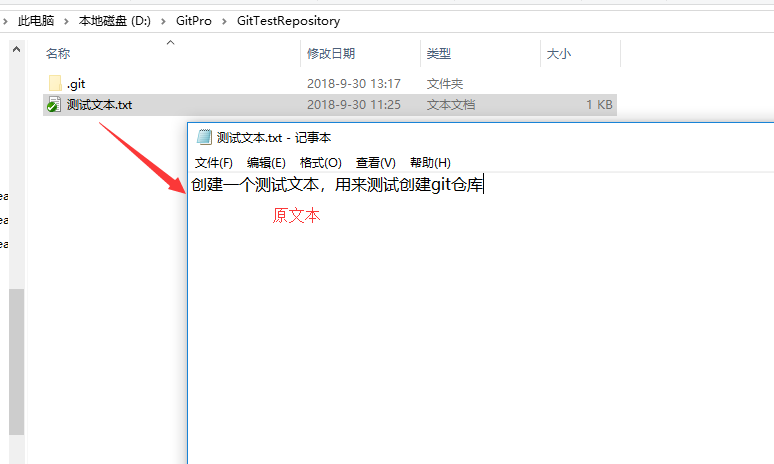 此电脑 > 本地磁盘 (D:) > GitPro > GitTestRepository
名称 修改日期 类型 大小
.git 2018-9-30 13:17 文件夹
测试文本.txt 2018-9-30 11:25 文本文档 1 KB
测试文本.txt - 记事本
文件(F) 编辑(E) 格式(O) 查看(V) 帮助(H)
创建一个测试文本，用来测试创建git仓库
原文本
ea
ea
ea